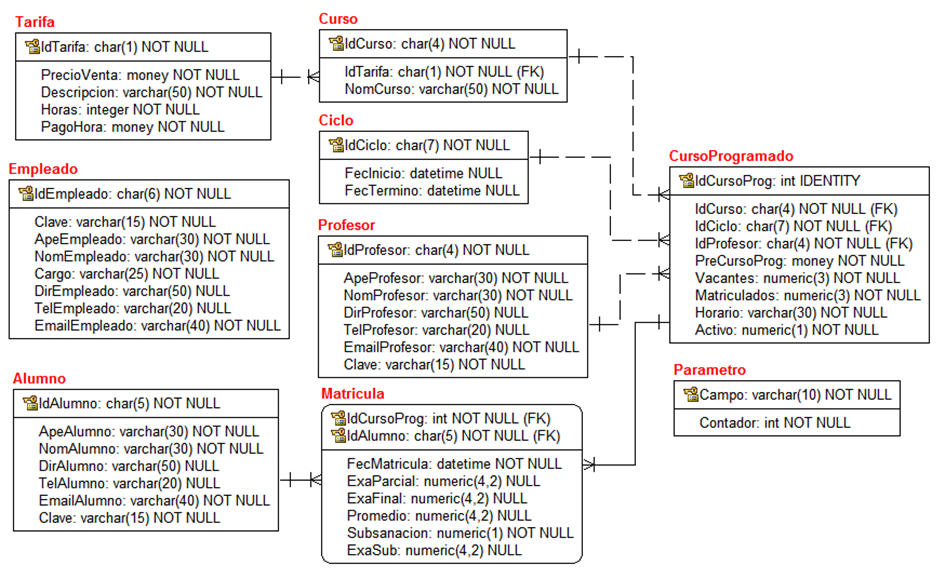 Tarifa
IdTarifa: char(1) NOT NULL
PrecioVenta: money NOT NULL
Descripcion: varchar(50) NOT NULL
Horas: integer NOT NULL
PagoHora: money NOT NULL
Curso
IdCurso: char(4) NOT NULL
IdTarifa: char(1) NOT NULL (FK)
NomCurso: varchar(50) NOT NULL
Ciclo
IdCiclo: char(7) NOT NULL
FecInicio: datetime NULL
FecTermino: datetime NULL
Empleado
IdEmpleado: char(6) NOT NULL
Clave: varchar(15) NOT NULL
ApeEmpleado: varchar(30) NOT NULL
NomEmpleado: varchar(30) NOT NULL
Cargo: varchar(25) NOT NULL
DirEmpleado: varchar(50) NULL
TelEmpleado: varchar(20) NULL
EmailEmpleado: varchar(40) NULL
Profesor
IdProfesor: char(4) NOT NULL
ApeProfesor: varchar(30) NOT NULL
NomProfesor: varchar(30) NOT NULL
DirProfesor: varchar(50) NULL
TelProfesor: varchar(20) NULL
EmailProfesor: varchar(40) NOT NULL
Clave: varchar(15) NOT NULL
CursoProgramado
IdCursoProg: int IDENTITY
IdCurso: char(4) NOT NULL (FK)
IdCiclo: char(7) NOT NULL (FK)
IdProfesor: char(4) NOT NULL (FK)
PreCursoProg: money NOT NULL
Vacantes: numeric(3) NOT NULL
Matriculados: numeric(3) NOT NULL
Horario: varchar(30) NOT NULL
Activo: numeric(1) NOT NULL
Alumno
IdAlumno: char(5) NOT NULL
ApeAlumno: varchar(30) NOT NULL
NomAlumno: varchar(30) NOT NULL
DirAlumno: varchar(50) NULL
TelAlumno: varchar(20) NULL
EmailAlumno: varchar(40) NOT NULL
Clave: varchar(15) NOT NULL
Matricula
IdCursoProg: int NOT NULL (FK)
IdAlumno: char(5) NOT NULL (FK)
FecMatricula: datetime NOT NULL
ExaParcial: numeric(4,2) NULL
ExaFinal: numeric(4,2) NULL
Promedio: numeric(4,2) NULL
Subsanacion: numeric(1) NOT NULL
ExaSub: numeric(4,2) NULL
Parametro
Campo: varchar(10) NOT NULL
Contador: int NOT NULL